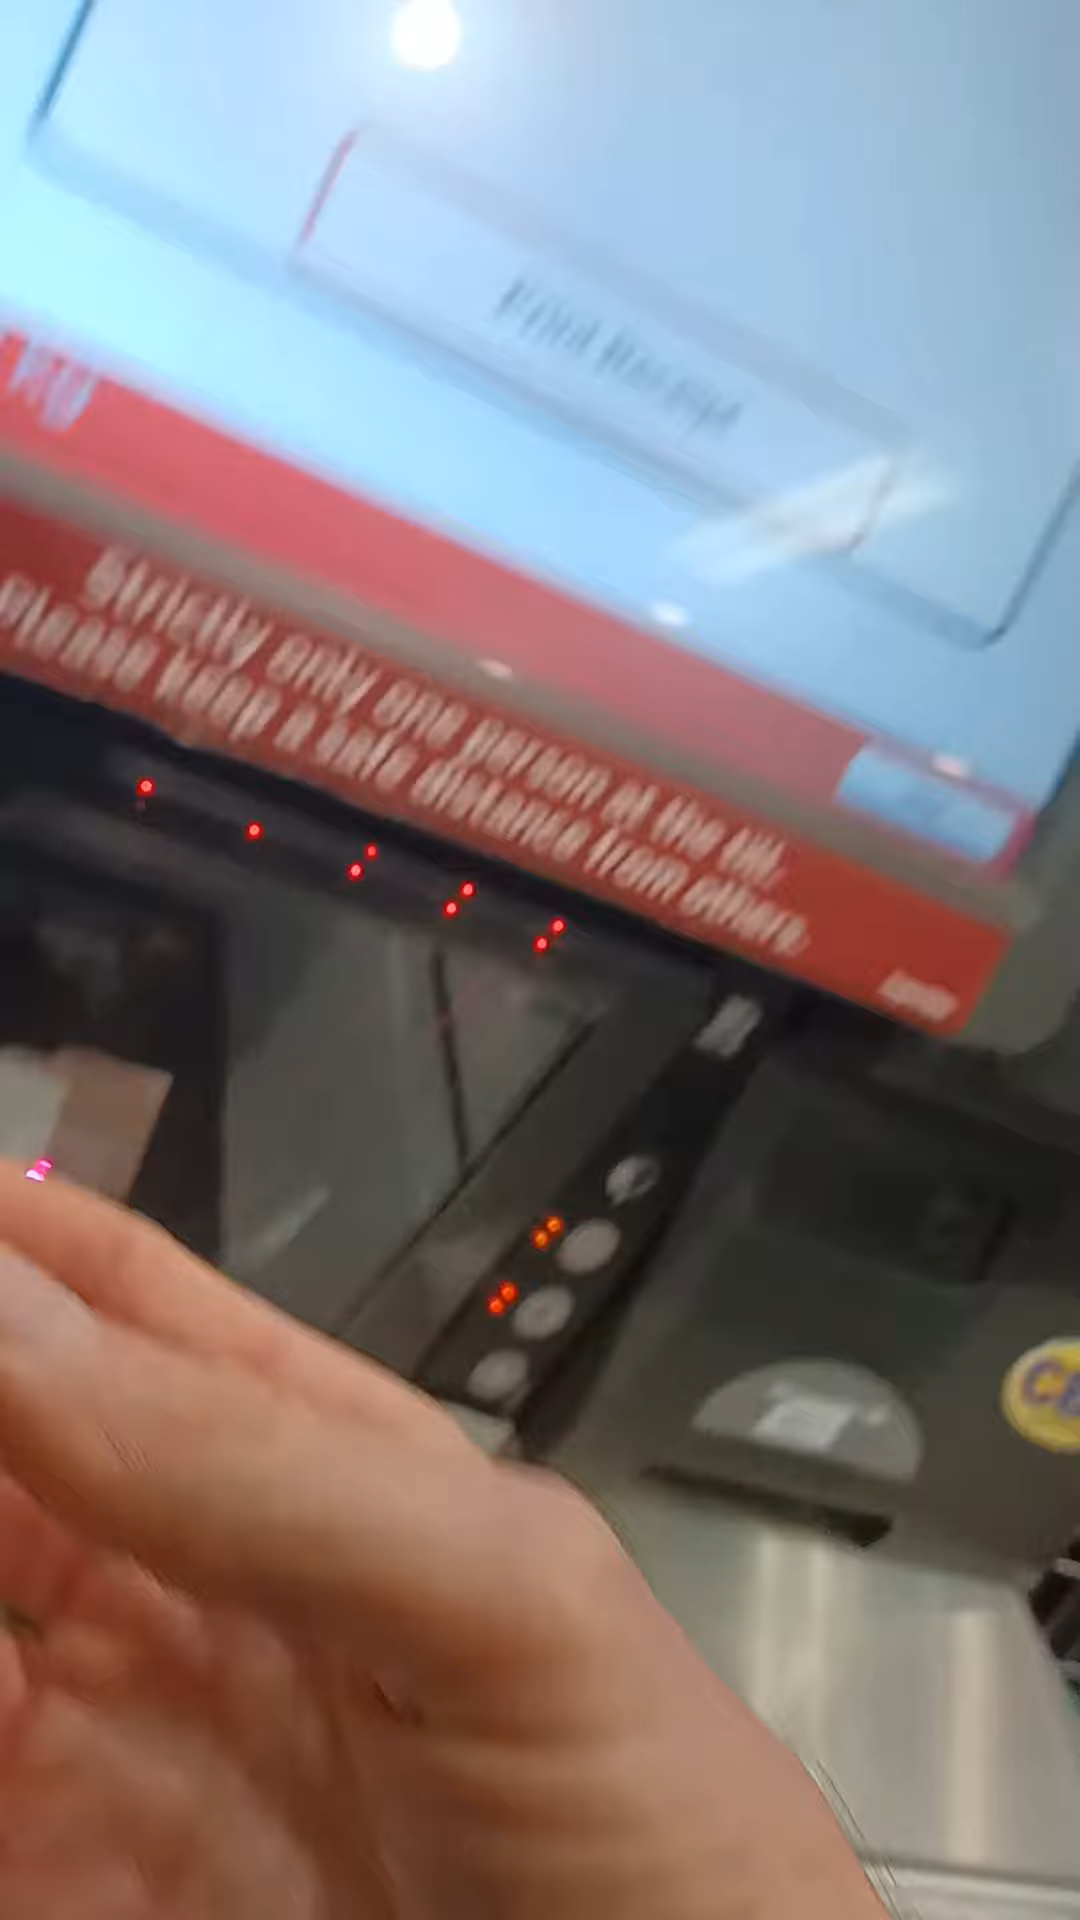 Print Receipt
Strictly only one person at the till.
Please keep a safe distance from others.